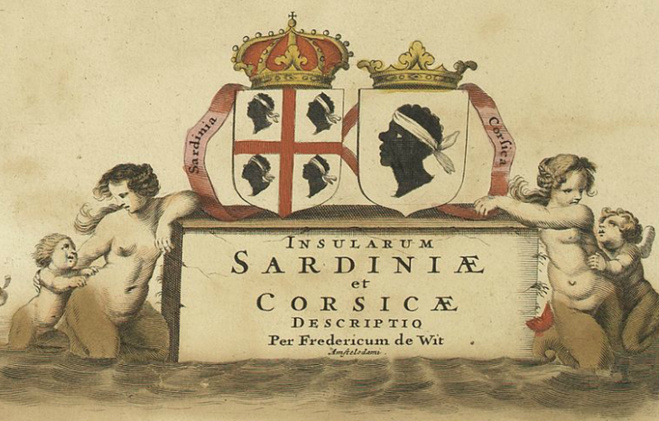 Sardinia
Corsica
INSULARUM
SARDINIÆ
et
CORSICÆ
DESCRIPTIO
Per Fredericum de Wit
Amstelodami.